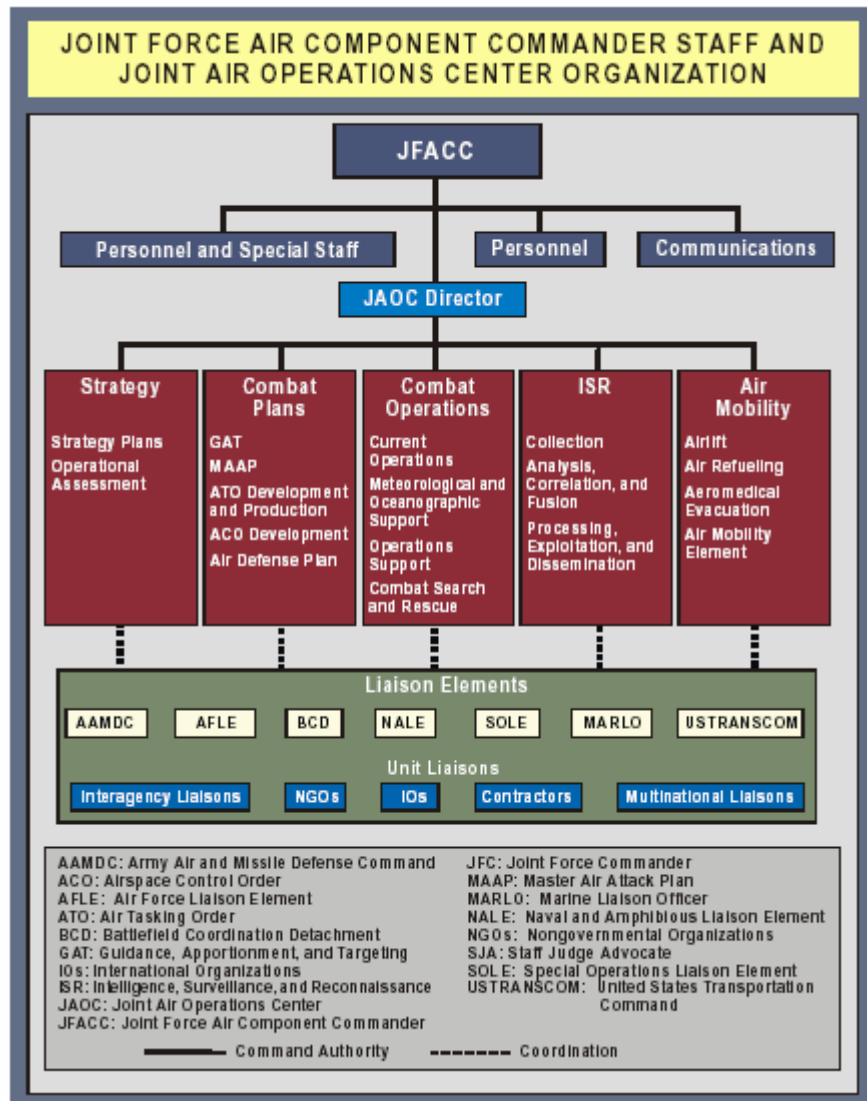 JOINT FORCE AIR COMPONENT COMMANDER STAFF AND
JOINT AIR OPERATIONS CENTER ORGANIZATION
JFACC
Personnel and Special Staff
Personnel
Communications
JAOC Director
Strategy
Strategy Plans
Operational
Assessment
Combat
Plans
GAT
MAAP
ATO Development
and Production
ACO Development
Air Defense Plan
Combat
Operations
Current
Operations
Meteorological and
Oceanographic
Support
Operations
Support
Combat Search
and Rescue
ISR
Collection
Analysis,
Correlation, and
Fusion
Processing,
Exploitation, and
Dissemination
Air
Mobility
Airlift
Air Refueling
Aeromedical
Evacuation
Air Mobility
Element
Liaison Elements
AAMDC
AFLE
BCD
NALE
SOLE
MARLO
USTRANSCOM
Unit Liaisons
Interagency Liaisons
NGOs
IOs
Contractors
Multinational Liaisons
AAMDC: Army Air and Missile Defense Command
ACO: Airspace Control Order
AFLE: Air Force Liaison Element
ATO: Air Tasking Order
BCD: Battlefield Coordination Detachment
GAT: Guidance, Apportionment, and Targeting
IOs: International Organizations
ISR: Intelligence, Surveillance, and Reconnaissance
JAOC: Joint Air Operations Center
JFACC: Joint Force Air Component Commander
JFC: Joint Force Commander
MAAP: Master Air Attack Plan
MARLO: Marine Liaison Officer
NALE: Naval and Amphibious Liaison Element
NGOs: Nongovernmental Organizations
SJA: Staff Judge Advocate
SOLE: Special Operations Liaison Element
USTRANSCOM: United States Transportation
Command
Command Authority
Coordination